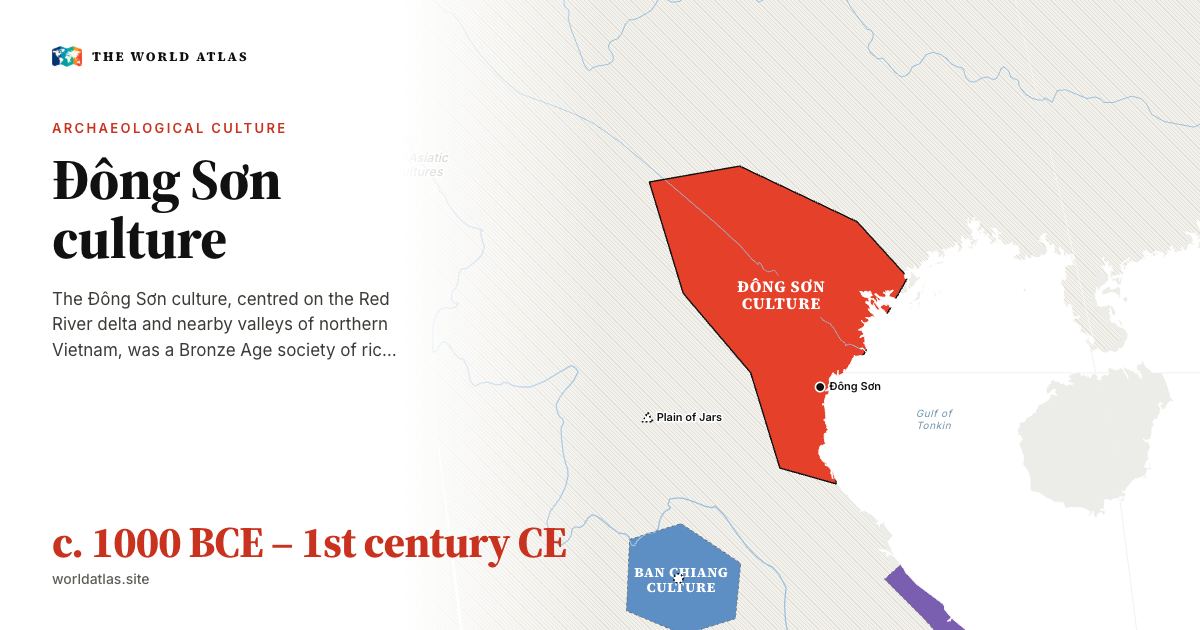 THE WORLD ATLAS
ARCHAEOLOGICAL CULTURE
Đông Sơn
culture
The Đông Sơn culture, centred on the Red
River delta and nearby valleys of northern
Vietnam, was a Bronze Age society of ric...
c. 1000 BCE – 1st century CE
worldatlas.site
Asiatic
ĐÔNG SƠN
CULTURE
Đông Sơn
Plain of Jars
Gulf of
Tonkin
BAN CHIANG
CULTURE